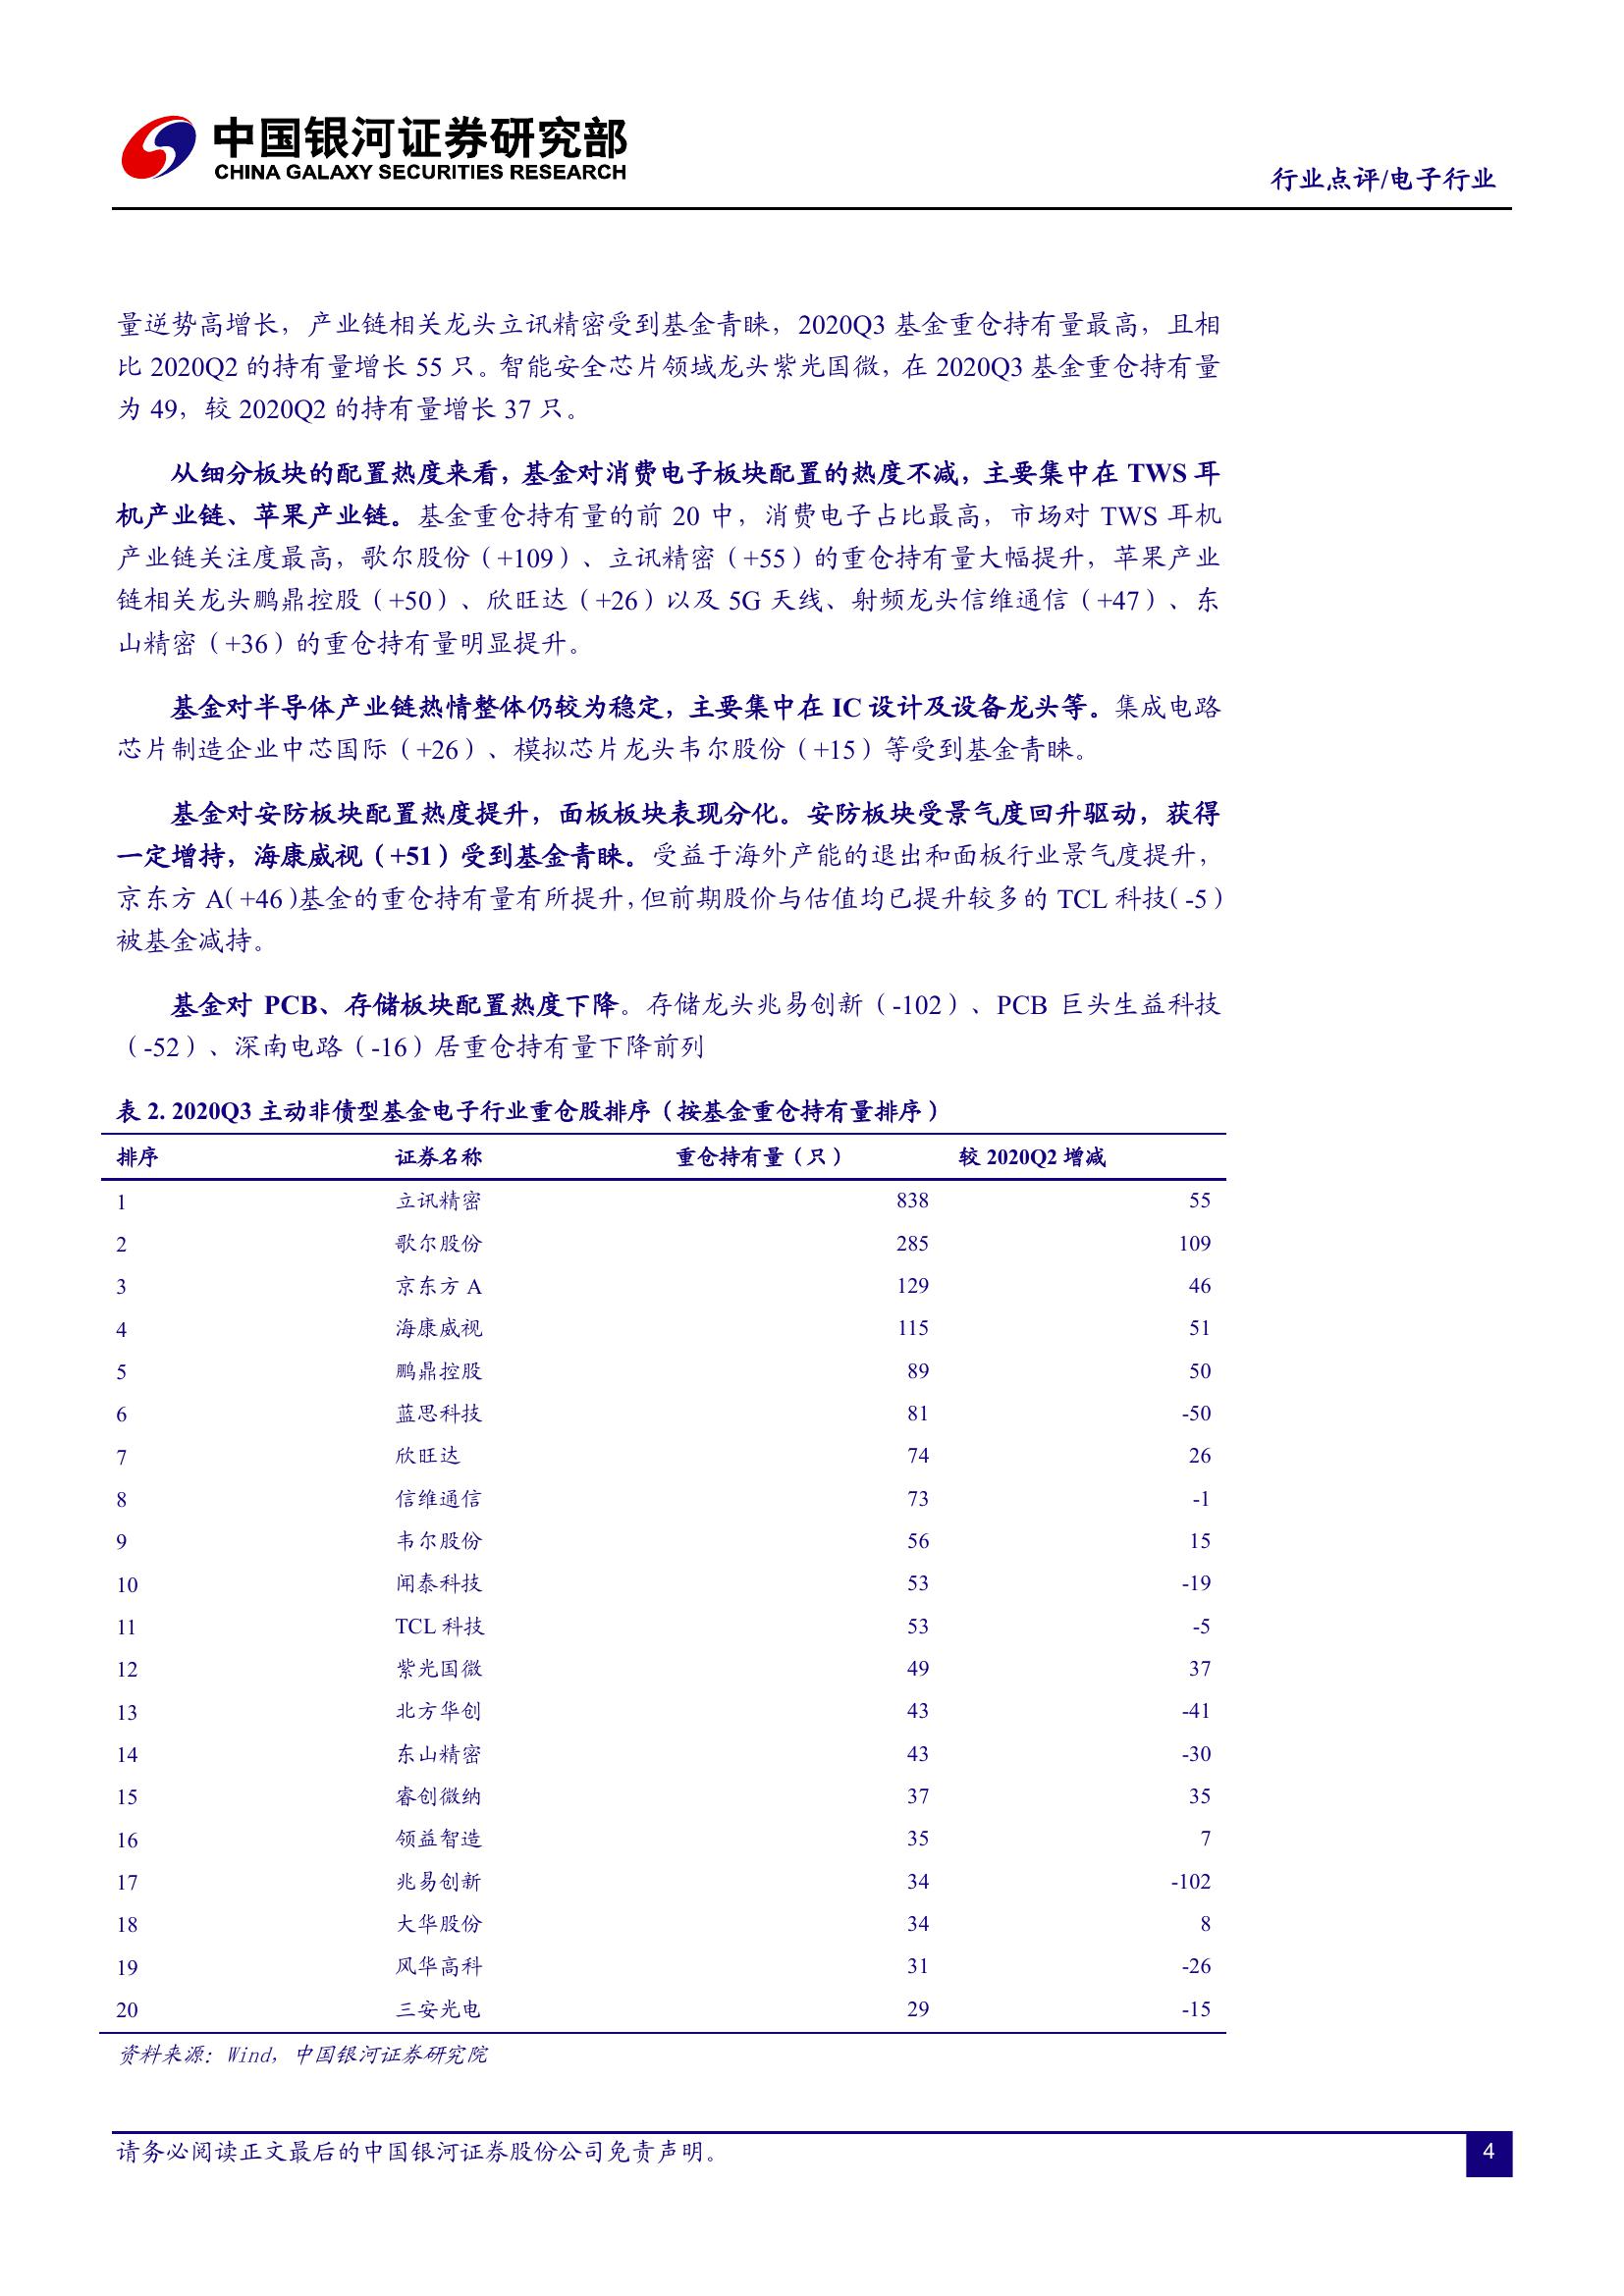 中国银河证券研究部
CHINA GALAXY SECURITIES RESEARCH
行业点评/电子行业
量逆势高增长，产业链相关龙头立讯精密受到基金青睐，2020Q3 基金重仓持有量最高，且相
比 2020Q2 的持有量增长 55 只。智能安全芯片领域龙头紫光国微，在 2020Q3 基金重仓持有量
为 49，较 2020Q2 的持有量增长 37 只。
从细分板块的配置热度来看，基金对消费电子板块配置的热度不减，主要集中在 TWS 耳
机产业链、苹果产业链。基金重仓持有量的前 20 中，消费电子占比最高，市场对 TWS 耳机
产业链关注度最高，歌尔股份（+109）、立讯精密（+55）的重仓持有量大幅提升，苹果产业
链相关龙头鹏鼎控股（+50）、欣旺达（+26）以及 5G 天线、射频龙头信维通信（+47）、东
山精密（+36）的重仓持有量明显提升。
基金对半导体产业链热情整体仍较为稳定，主要集中在 IC 设计及设备龙头等。集成电路
芯片制造企业中芯国际（+26）、模拟芯片龙头韦尔股份（+15）等受到基金青睐。
基金对安防板块配置热度提升，面板板块表现分化。安防板块受景气度回升驱动，获得
一定增持，海康威视（+51）受到基金青睐。受益于海外产能的退出和面板行业景气度提升，
京东方 A（+46）基金的重仓持有量有所提升，但前期股价与估值均已提升较多的 TCL 科技（-5）
被基金减持。
基金对 PCB、存储板块配置热度下降。存储龙头兆易创新（-102）、PCB 巨头生益科技
（-52）、深南电路（-16）居重仓持有量下降前列
表 2. 2020Q3 主动非债型基金电子行业重仓股排序（按基金重仓持有量排序）
排序 证券名称 重仓持有量（只） 较 2020Q2 增减
1 立讯精密 838 55
2 歌尔股份 285 109
3 京东方 A 129 46
4 海康威视 115 51
5 鹏鼎控股 89 50
6 蓝思科技 81 -50
7 欣旺达 74 26
8 信维通信 73 -1
9 韦尔股份 56 15
10 闻泰科技 53 -19
11 TCL 科技 53 -5
12 紫光国微 49 37
13 北方华创 43 -41
14 东山精密 43 -30
15 睿创微纳 37 35
16 领益智造 35 7
17 兆易创新 34 -102
18 大华股份 34 8
19 风华高科 31 -26
20 三安光电 29 -15
资料来源：Wind，中国银河证券研究院
请务必阅读正文最后的中国银河证券股份公司免责声明。
4